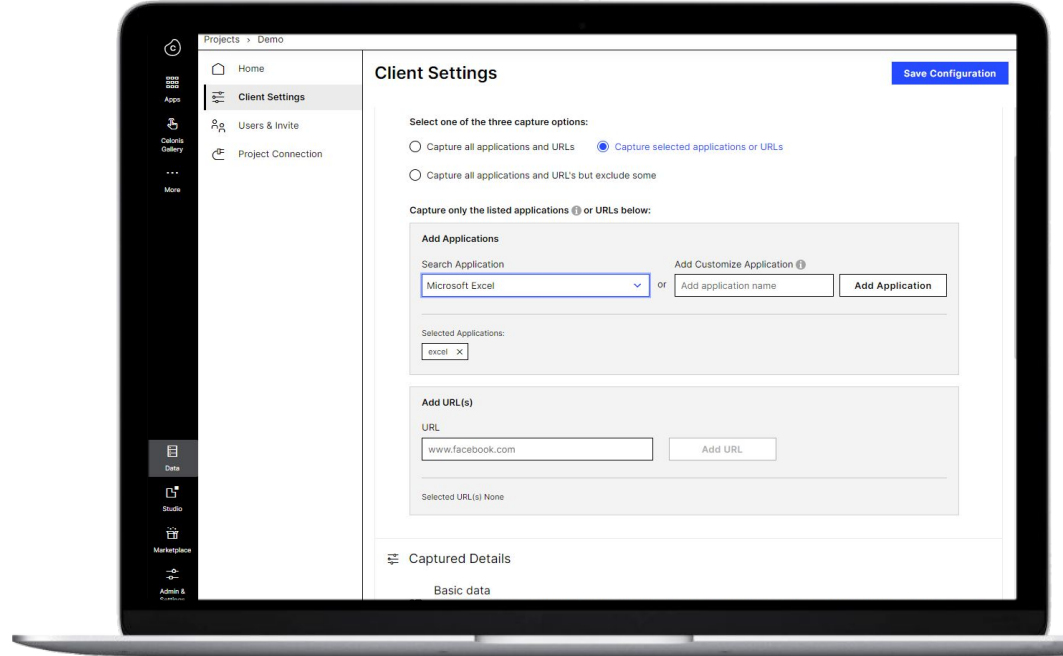 Projects > Demo
C
Apps
Celonis
Gallery
More
Data
Studio
Marketplace
Admin &
Settings
Home
Client Settings
Users & Invite
Project Connection
Client Settings
Save Configuration
Select one of the three capture options:
Capture all applications and URLs
Capture selected applications or URLs
Capture all applications and URL's but exclude some
Capture only the listed applications or URLs below:
Add Applications
Search Application
Add Customize Application
Microsoft Excel
or
Add application name
Add Application
Selected Applications:
excel
Add URL(s)
URL
www.facebook.com
Add URL
Selected URL(s) None
Captured Details
Basic data